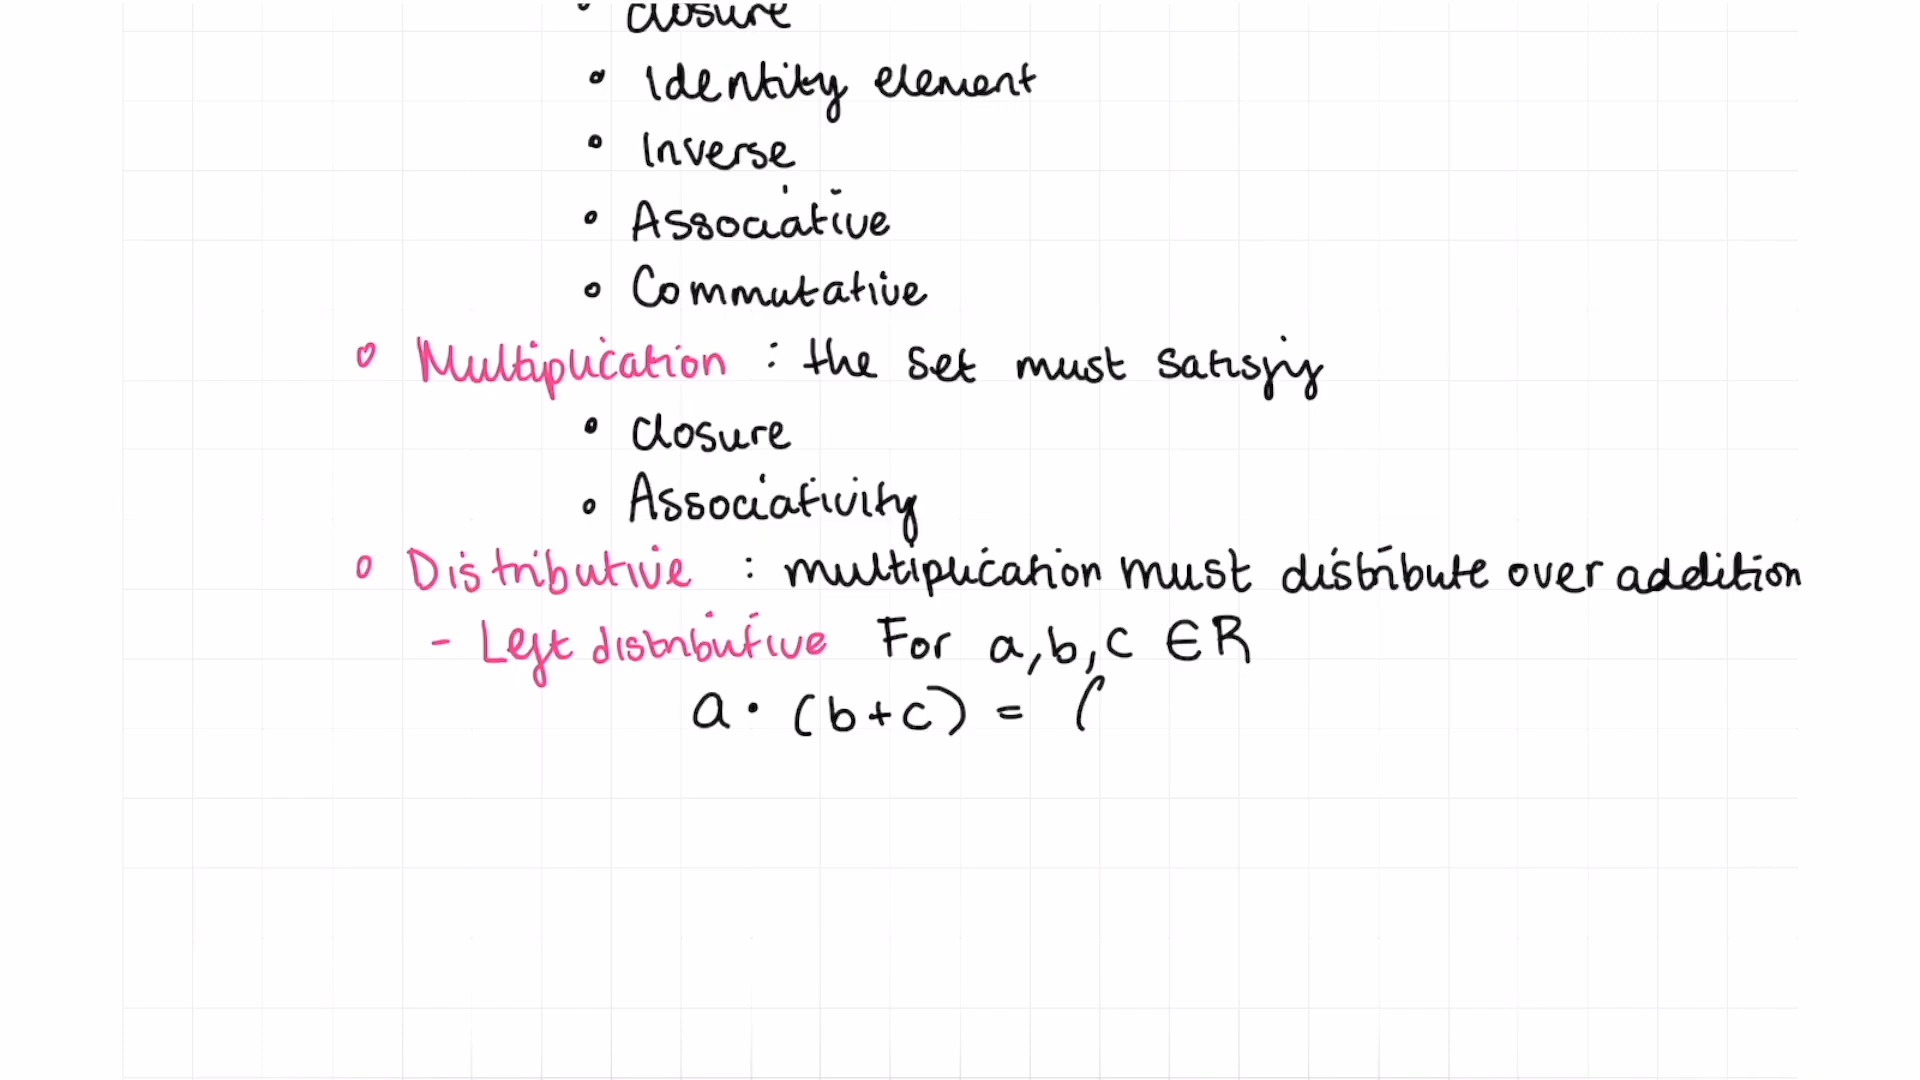 • closure
• Identity element
• Inverse
• Associative
• Commutative
○ Multiplication : the set must satisfy
• closure
• Associativity
○ Distributive : multiplication must distribute over addition
- Left distributive For a,b,c ∈ R
a · (b+c) = (